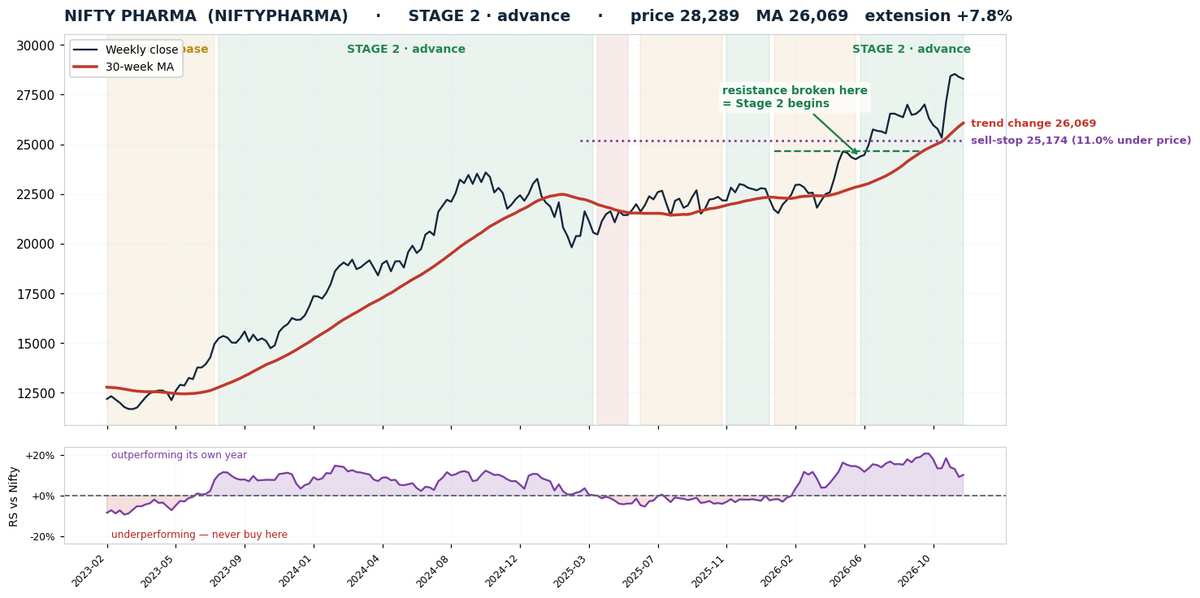 NIFTY PHARMA (NIFTYPHARMA) · STAGE 2 · advance · price 28,289 MA 26,069 extension +7.8%
Weekly close
30-week MA
base
STAGE 2 · advance
STAGE 2 · advance
resistance broken here
= Stage 2 begins
trend change 26,069
sell-stop 25,174 (11.0% under price)
30000
27500
25000
22500
20000
17500
15000
12500
RS vs Nifty
+20%
+0%
-20%
outperforming its own year
underperforming — never buy here
2023-02
2023-05
2023-09
2024-01
2024-04
2024-08
2024-12
2025-03
2025-07
2025-11
2026-02
2026-06
2026-10